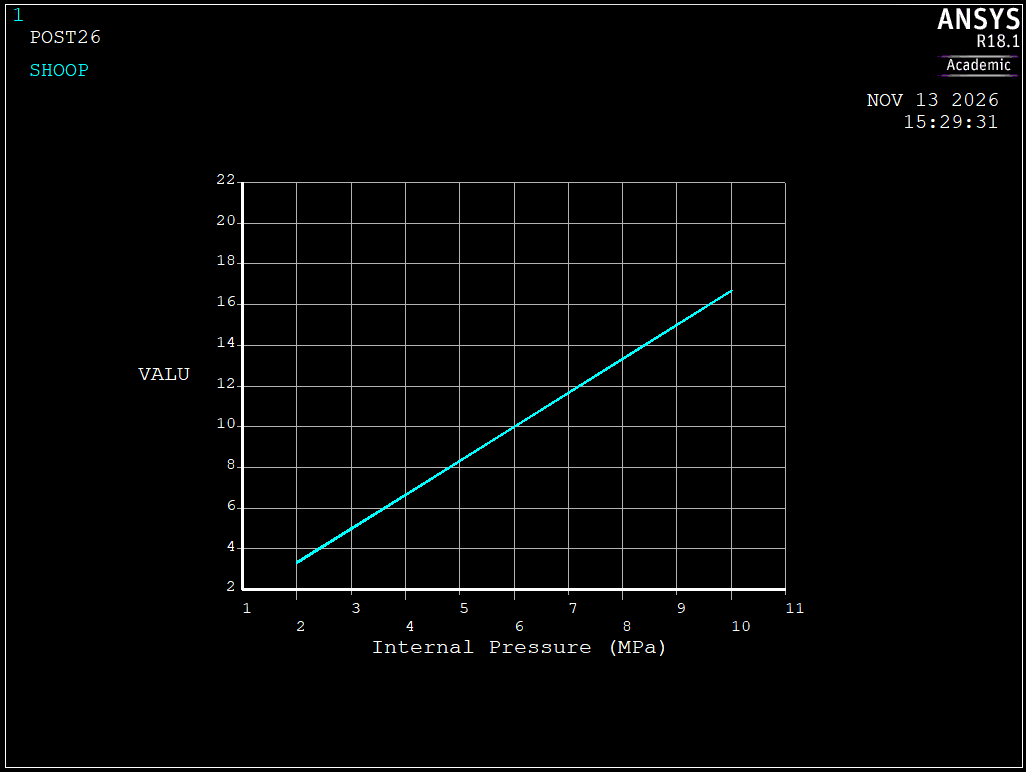 1
POST26
SHOOP
ANSYS
R18.1
Academic
NOV 13 2026
15:29:31
22
20
18
16
14
VALU
12
10
8
6
4
2
1 3 5 7 9 11
2 4 6 8 10
Internal Pressure (MPa)